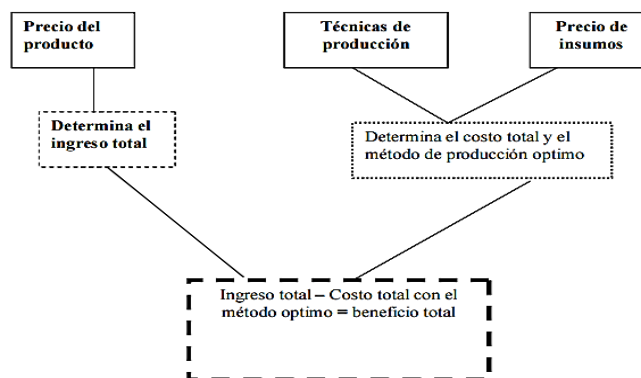 Precio del
producto
Técnicas de
producción
Precio de
insumos
Determina el
ingreso total
Determina el costo total y el
método de producción optimo
Ingreso total – Costo total con el
método optimo = beneficio total